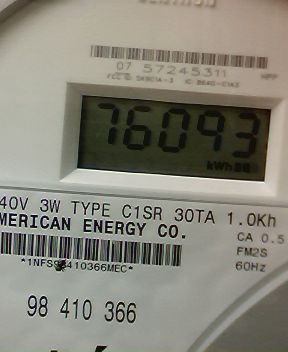 07 57245311
76093
kWh
40V 3W TYPE C1SR 30TA 1.0Kh
MERICAN ENERGY CO.
CA 0.5
FM2S
60Hz
98 410 366